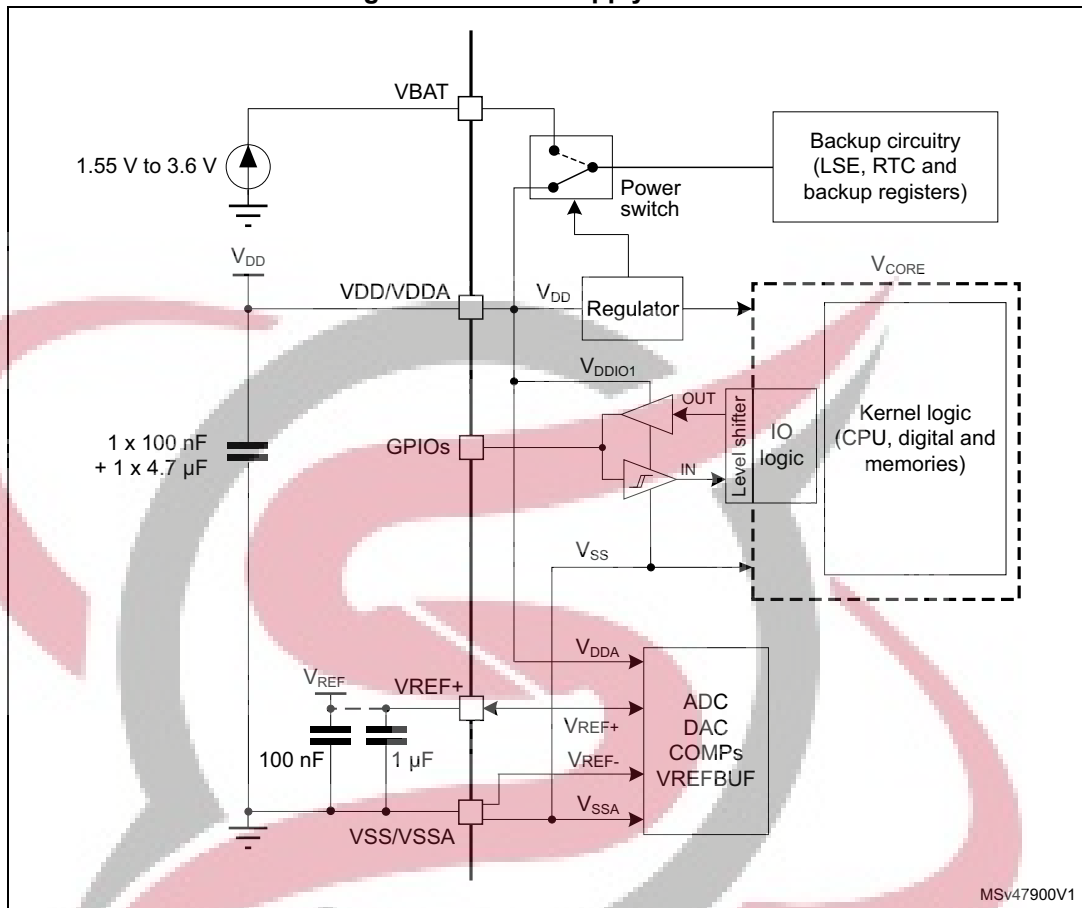 VBAT
1.55 V to 3.6 V
Power
switch
Backup circuitry
(LSE, RTC and
backup registers)
VDD
VDD/VDDA
VDD
Regulator
VCORE
VDDIO1
OUT
GPIOs
IN
Level shifter
IO
logic
Kernel logic
(CPU, digital and
memories)
1 x 100 nF
+ 1 x 4.7 μF
VSS
VDDA
VREF
VREF+
VREF+
100 nF
1 μF
VREF-
ADC
DAC
COMPs
VREFBUF
VSSA
VSS/VSSA
MSv47900V1